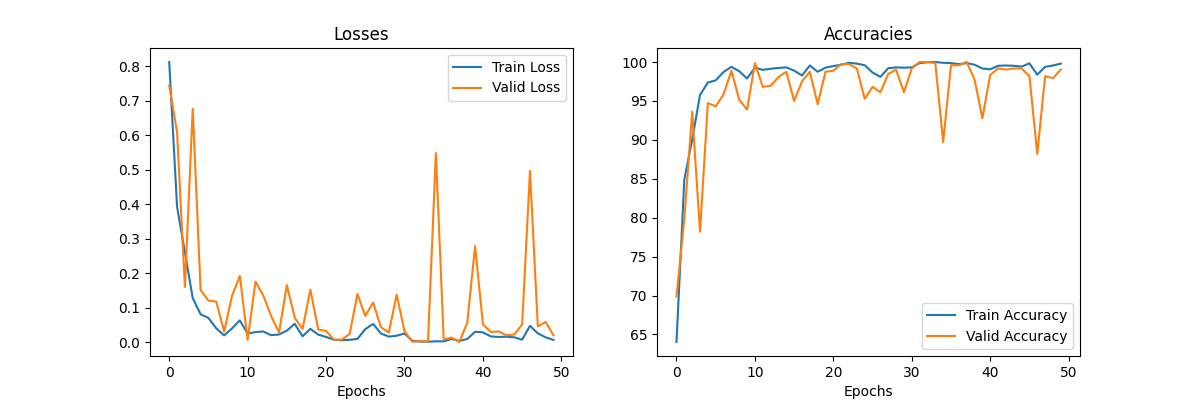 Losses
0.8
0.7
0.6
0.5
0.4
0.3
0.2
0.1
0.0
0 10 20 30 40 50
Epochs
Train Loss
Valid Loss
Accuracies
100
95
90
85
80
75
70
65
0 10 20 30 40 50
Epochs
Train Accuracy
Valid Accuracy